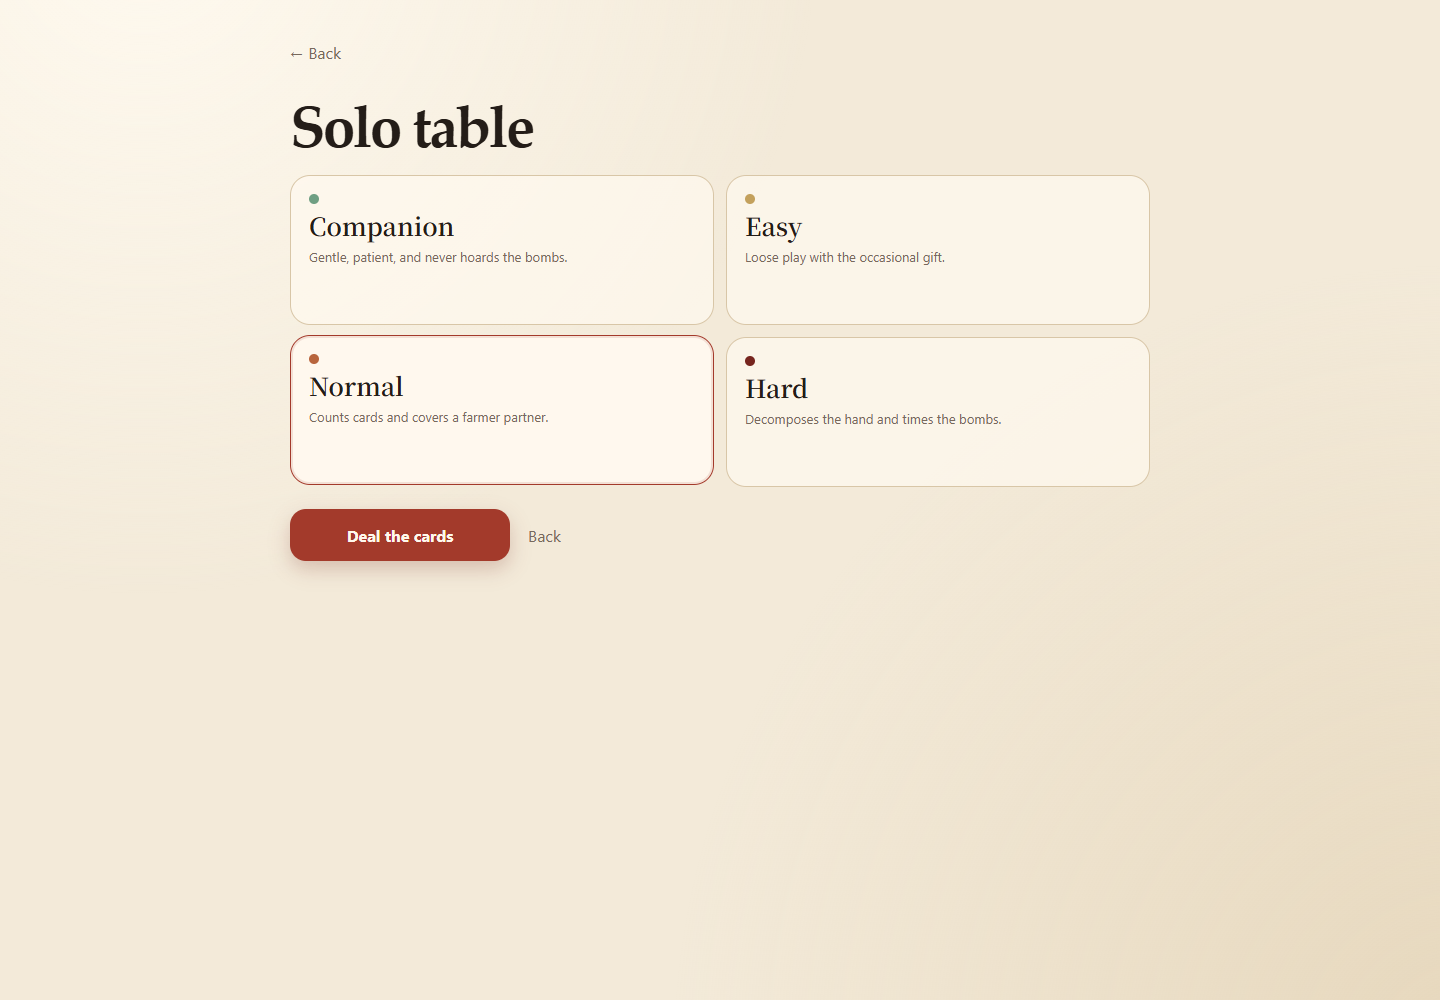 ← Back
Solo table
Companion
Gentle, patient, and never hoards the bombs.
Easy
Loose play with the occasional gift.
Normal
Counts cards and covers a farmer partner.
Hard
Decomposes the hand and times the bombs.
Deal the cards
Back